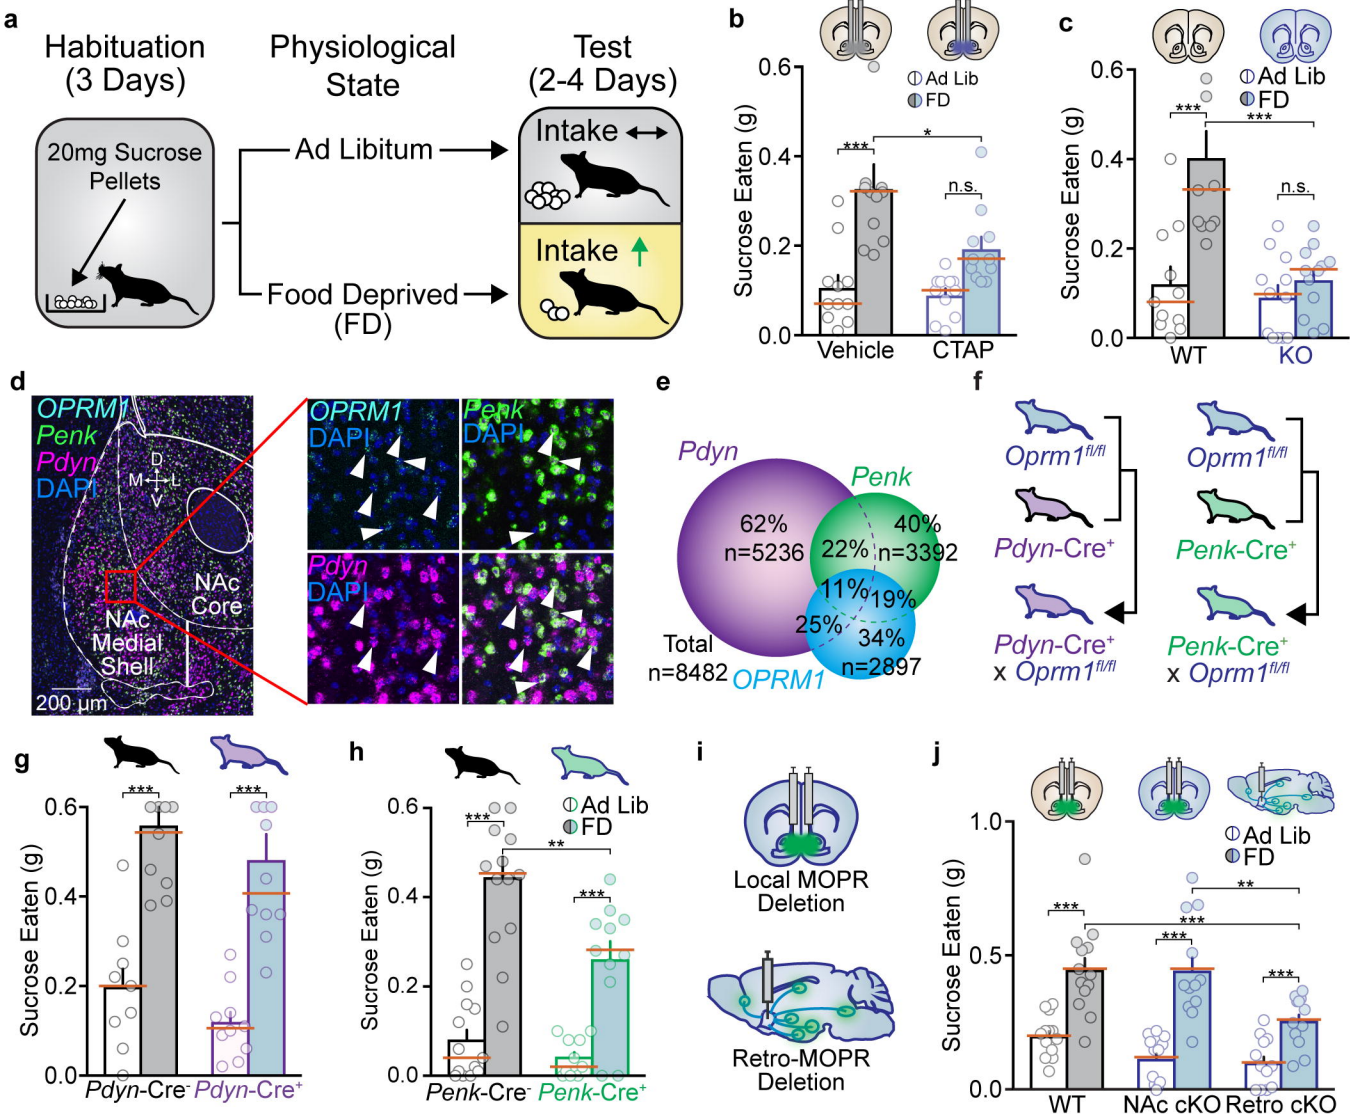 a
Habituation
(3 Days)
Physiological
State
Test
(2-4 Days)
20mg Sucrose
Pellets
Ad Libitum
Food Deprived
(FD)
Intake
Intake
b
Sucrose Eaten (g)
0.6
0.4
0.2
0.0
Ad Lib
FD
***
*
n.s.
Vehicle
CTAP
c
Sucrose Eaten (g)
0.6
0.4
0.2
0.0
Ad Lib
FD
***
***
n.s.
WT
KO
d
OPRM1
Penk
Pdyn
DAPI
D
M L
V
NAc
Core
NAc
Medial
Shell
200 µm
OPRM1
DAPI
Penk
DAPI
Pdyn
DAPI
e
Pdyn
Penk
62%
n=5236
40%
n=3392
22%
11%
19%
25%
34%
n=2897
Total
n=8482
OPRM1
f
Oprm1fl/fl
Pdyn-Cre+
Pdyn-Cre+
x Oprm1fl/fl
Oprm1fl/fl
Penk-Cre+
Penk-Cre+
x Oprm1fl/fl
g
Sucrose Eaten (g)
0.6
0.4
0.2
0.0
***
***
Pdyn-Cre-
Pdyn-Cre+
h
Sucrose Eaten (g)
0.6
0.4
0.2
0.0
Ad Lib
FD
***
**
***
Penk-Cre-
Penk-Cre+
i
Local MOPR
Deletion
Retro-MOPR
Deletion
j
Sucrose Eaten (g)
1.0
0.5
0.0
Ad Lib
FD
**
***
***
***
***
WT
NAc cKO
Retro cKO